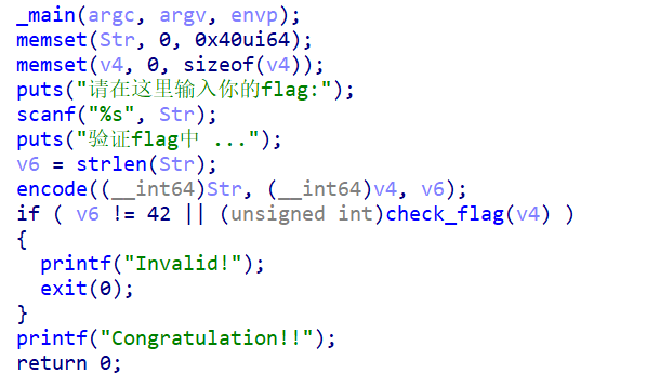 _main(argc, argv, envp);
memset(Str, 0, 0x40ui64);
memset(v4, 0, sizeof(v4));
puts("请在这里输入你的flag:");
scanf("%s", Str);
puts("验证flag中 ...");
v6 = strlen(Str);
encode((__int64)Str, (__int64)v4, v6);
if ( v6 != 42 || (unsigned int)check_flag(v4) )
{
  printf("Invalid!");
  exit(0);
}
printf("Congratulation!!");
return 0;